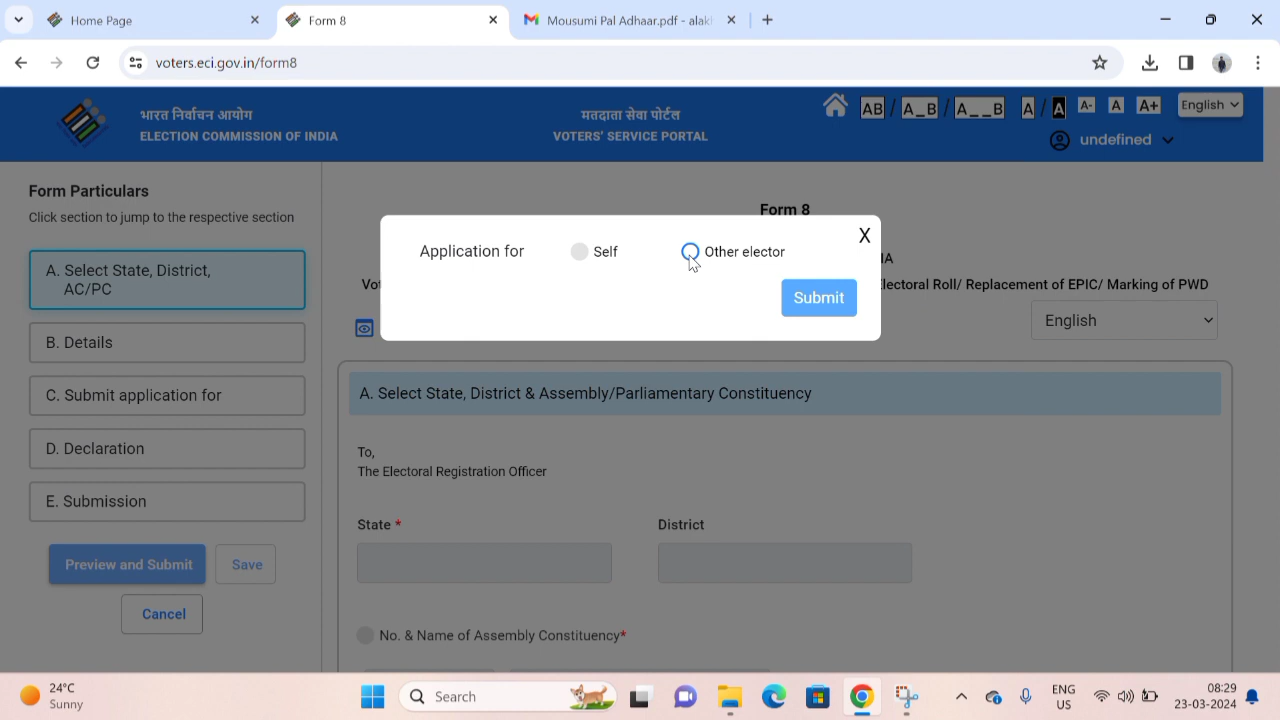 Home Page
Form 8
Mousumi Pal Adhaar.pdf - alakl
voters.eci.gov.in/form8
भारत निर्वाचन आयोग
ELECTION COMMISSION OF INDIA
मतदाता सेवा पोर्टल
VOTERS' SERVICE PORTAL
AB / A_B / A__B A / A A- A A+ English
undefined
Form Particulars
Click section to jump to the respective section
A. Select State, District,
AC/PC
B. Details
C. Submit application for
D. Declaration
E. Submission
Preview and Submit Save
Cancel
Form 8
Application for Self Other elector X
Submit
IA
Vot
Electoral Roll/ Replacement of EPIC/ Marking of PWD
English
A. Select State, District & Assembly/Parliamentary Constituency
To,
The Electoral Registration Officer
State * District
No. & Name of Assembly Constituency*
24°C
Sunny
Search
ENG
US
08:29
23-03-2024